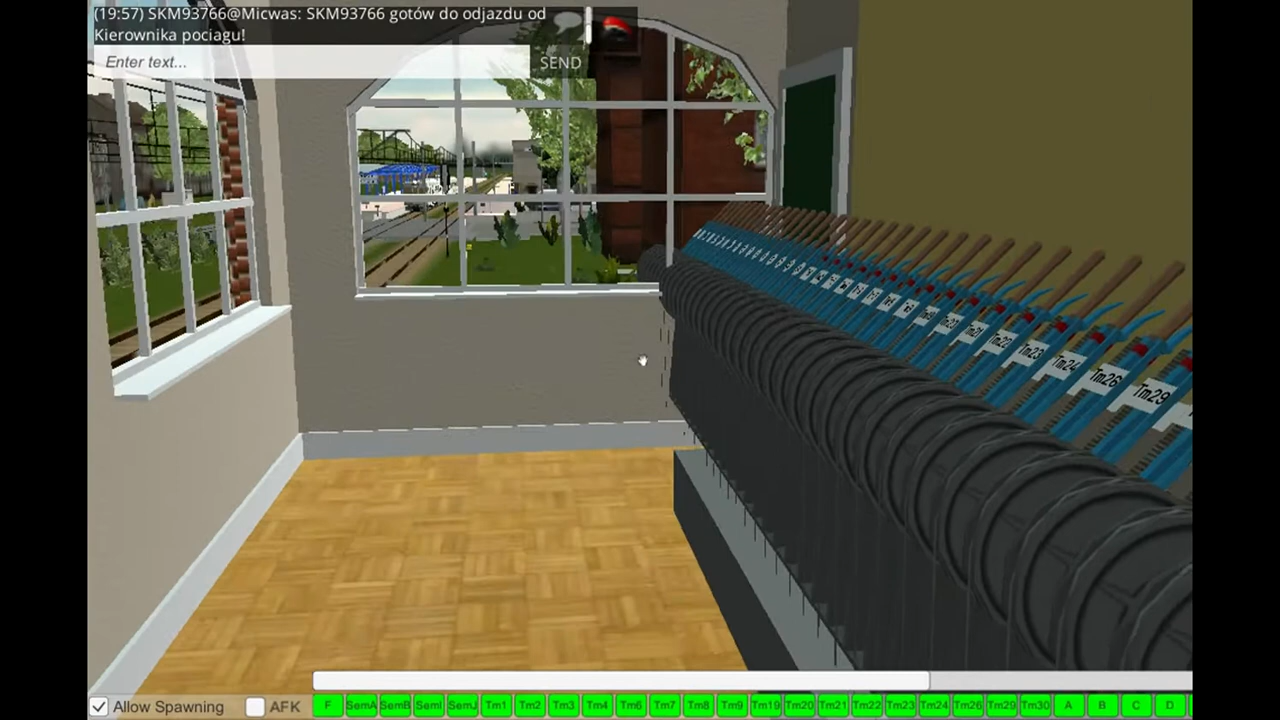 (19:57) SKM93766@Micwas: SKM93766 gotów do odjazdu od
Kierownika pociagu!
Enter text...
SEND
Tm21
Tm22
Tm23
Tm24
Tm26
Tm29
Allow Spawning
AFK
F SemA SemB SemI SemJ Tm1 Tm2 Tm3 Tm4 Tm6 Tm7 Tm8 Tm9 Tm19 Tm20 Tm21 Tm22 Tm23 Tm24 Tm26 Tm29 Tm30 A B C D